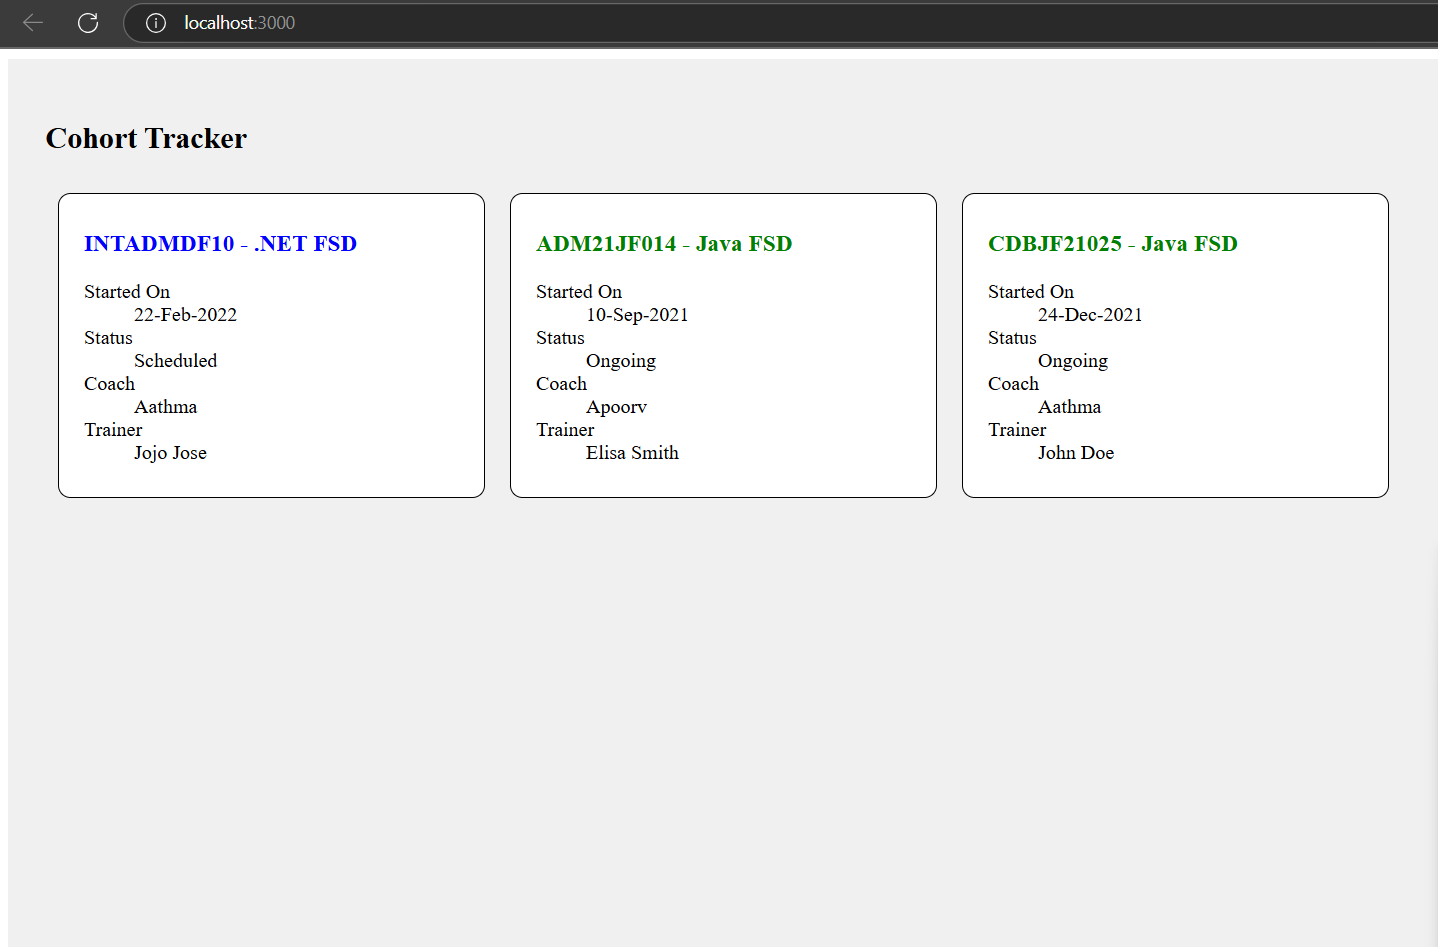 localhost:3000
Cohort Tracker
INTADMDF10 - .NET FSD
Started On
22-Feb-2022
Status
Scheduled
Coach
Aathma
Trainer
Jojo Jose
ADM21JF014 - Java FSD
Started On
10-Sep-2021
Status
Ongoing
Coach
Apoorv
Trainer
Elisa Smith
CDBJF21025 - Java FSD
Started On
24-Dec-2021
Status
Ongoing
Coach
Aathma
Trainer
John Doe